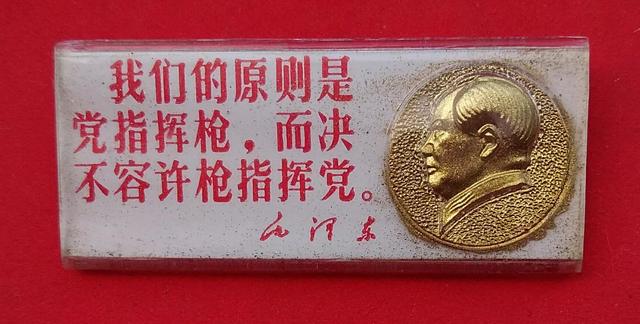 我们的原则是
党指挥枪，而决
不容许枪指挥党。
毛泽东